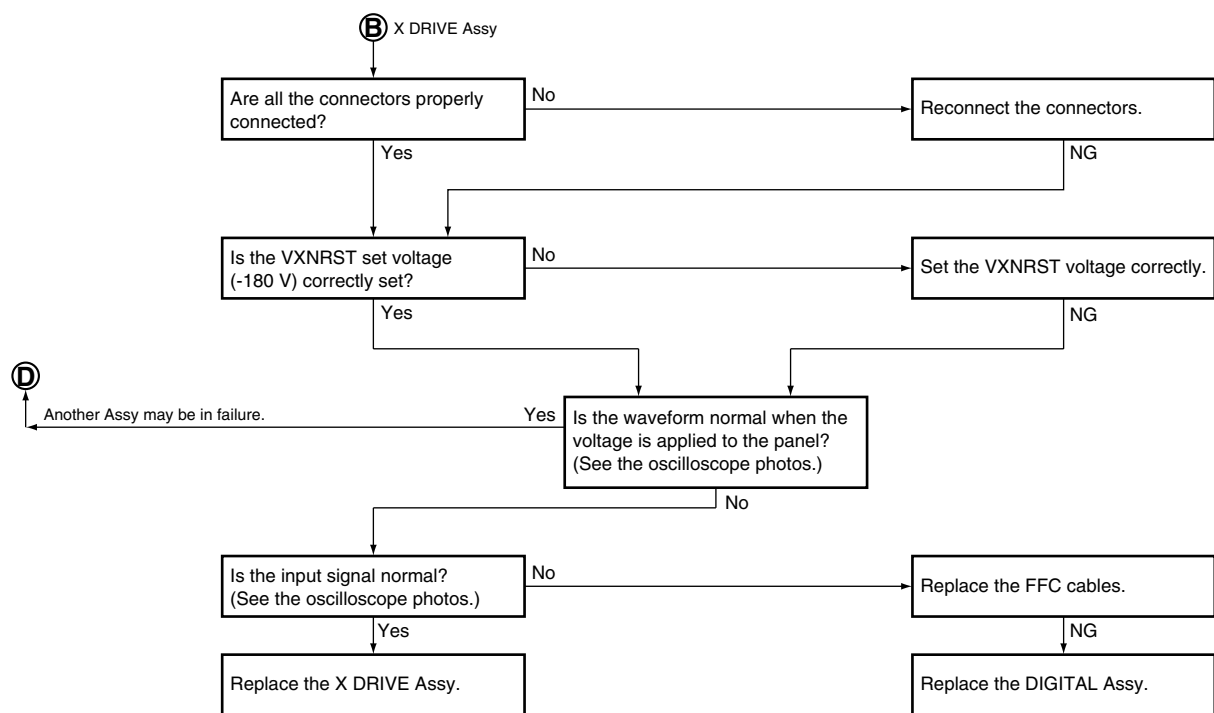 B X DRIVE Assy
Are all the connectors properly
connected?
No
Reconnect the connectors.
Yes
NG
Is the VXNRST set voltage
(-180 V) correctly set?
No
Set the VXNRST voltage correctly.
Yes
NG
D
Another Assy may be in failure.
Yes
Is the waveform normal when the
voltage is applied to the panel?
(See the oscilloscope photos.)
No
Is the input signal normal?
(See the oscilloscope photos.)
No
Replace the FFC cables.
Yes
NG
Replace the X DRIVE Assy.
Replace the DIGITAL Assy.